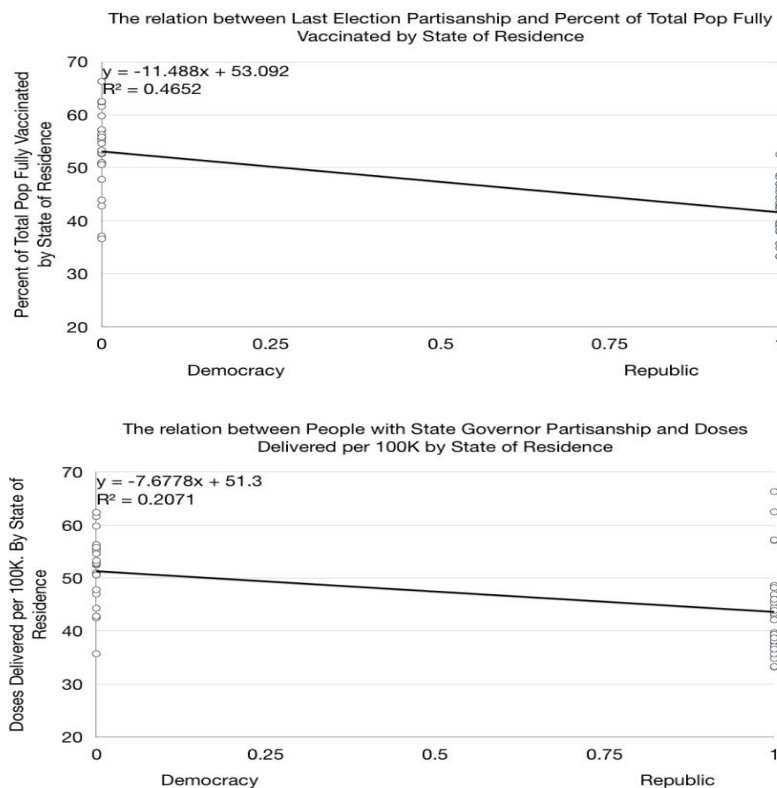 The relation between Last Election Partisanship and Percent of Total Pop Fully
Vaccinated by State of Residence
Percent of Total Pop Fully Vaccinated
by State of Residence
70
y = -11.488x + 53.092
R² = 0.4652
60
50
40
30
20
0
0.25
0.5
0.75
1
Democracy
Republic
The relation between People with State Governor Partisanship and Doses
Delivered per 100K by State of Residence
Doses Delivered per 100K. By State of
Residence
70
y = -7.6778x + 51.3
R² = 0.2071
60
50
40
30
20
0
0.25
0.5
0.75
1
Democracy
Republic